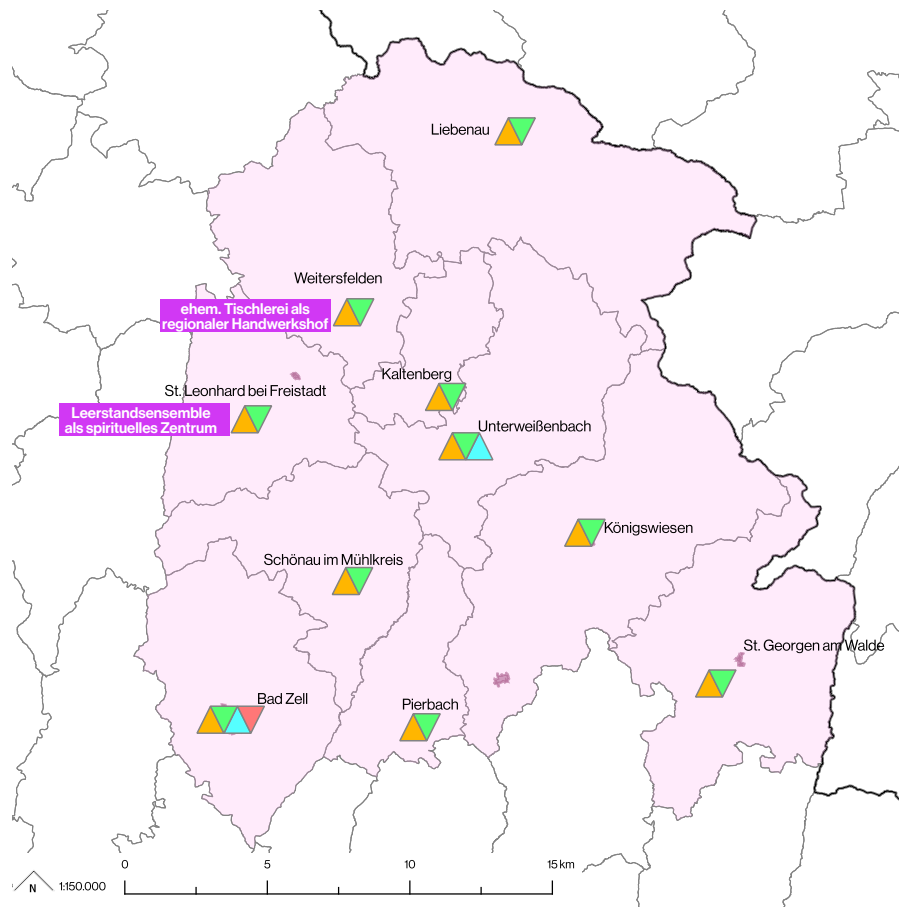 Liebenau
Weitersfelden
ehem. Tischlerei als
regionaler Handwerkshof
Kaltenberg
St. Leonhard bei Freistadt
Leerstandsensemble
als spirituelles Zentrum
Unterweißenbach
Königswiesen
Schönau im Mühlkreis
St. Georgen am Walde
Bad Zell
Pierbach
0 5 10 15 km
N 1:150.000